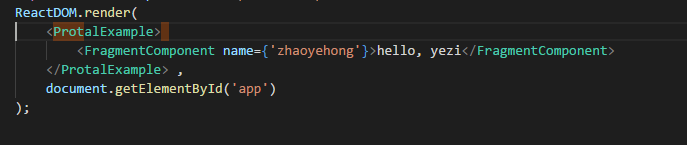 ReactDOM.render(
<ProtalExample>
<FragmentComponent name={'zhaoyehong'}>hello, yezi</FragmentComponent>
</ProtalExample> ,
document.getElementById('app')
);